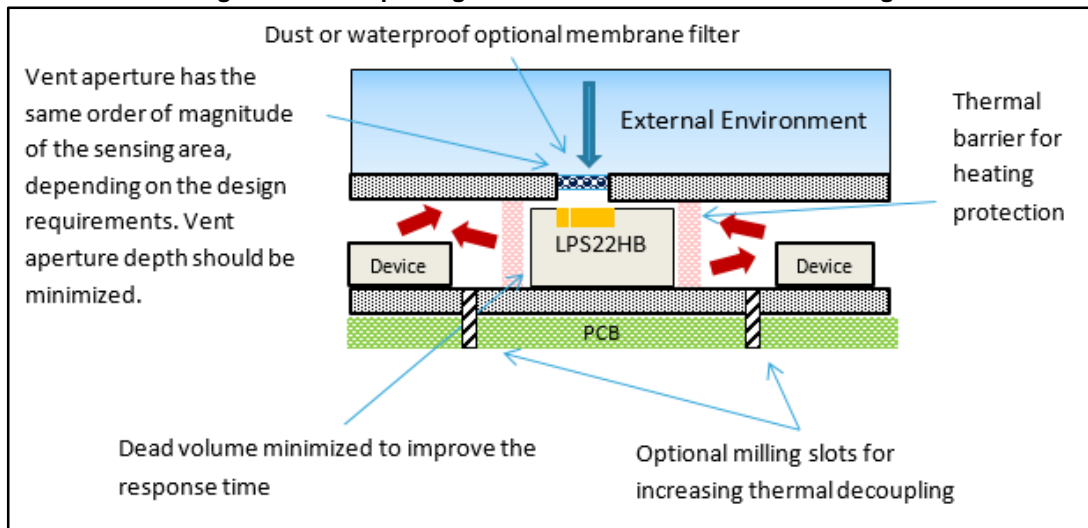 Dust or waterproof optional membrane filter
Vent aperture has the
same order of magnitude
of the sensing area,
depending on the design
requirements. Vent
aperture depth should be
minimized.
External Environment
Thermal
barrier for
heating
protection
LPS22HB
Device
Device
PCB
Dead volume minimized to improve the
response time
Optional milling slots for
increasing thermal decoupling